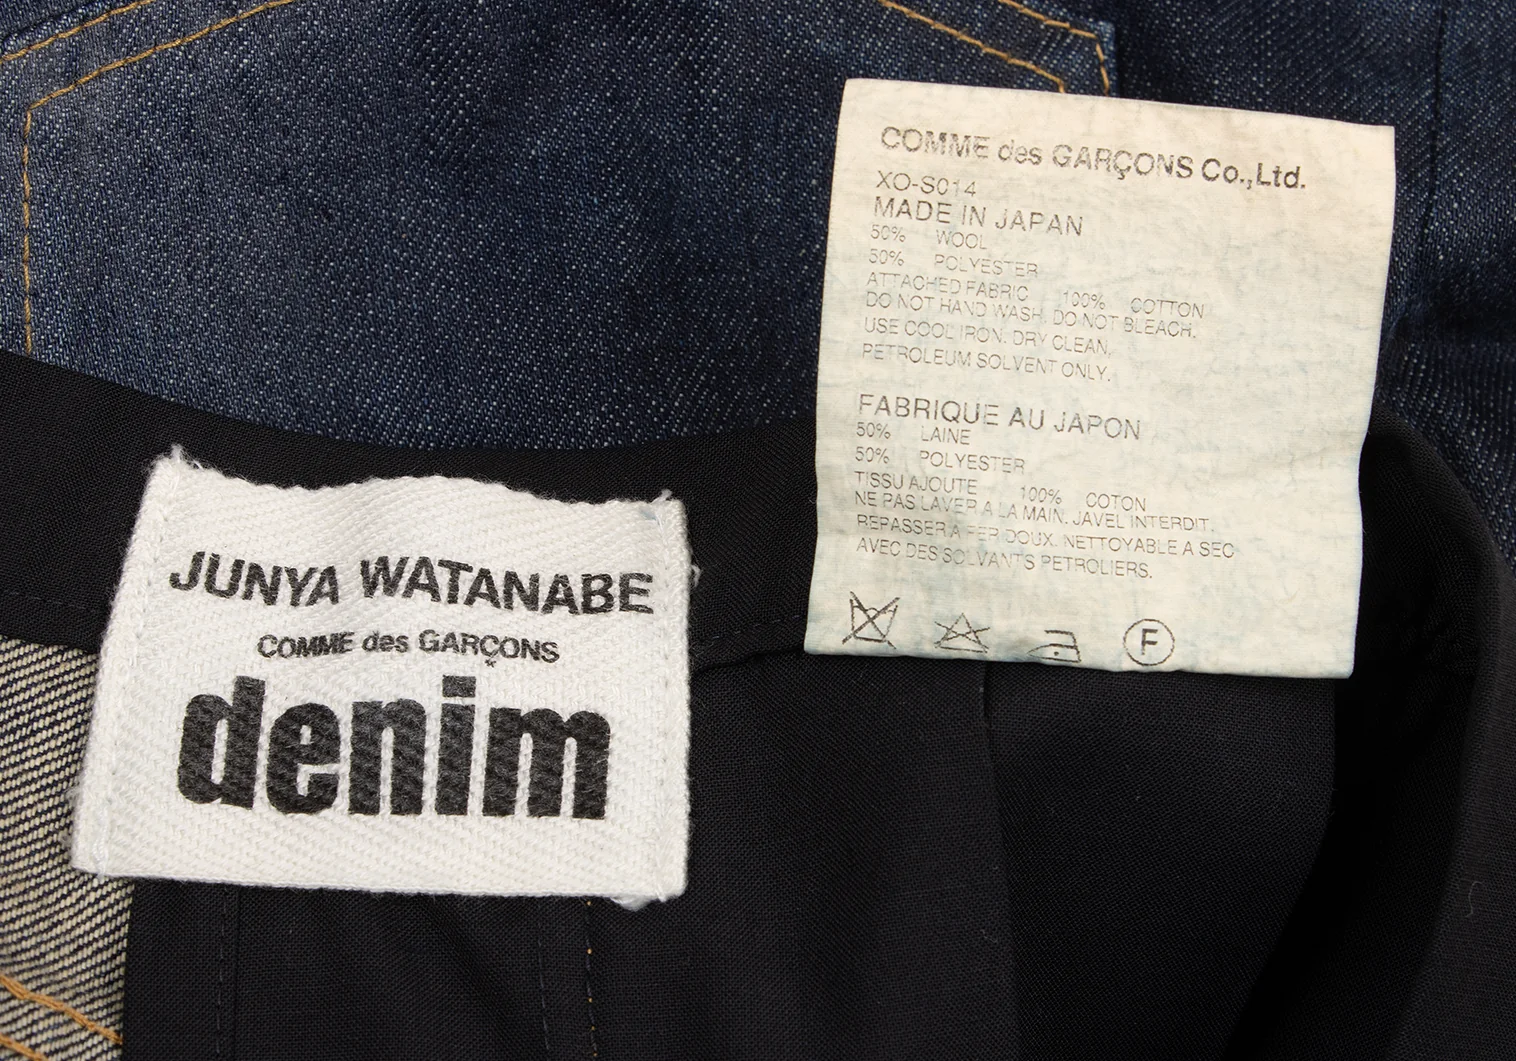 COMME des GARÇONS Co.,Ltd.
XO-S014
MADE IN JAPAN
50% WOOL
50% POLYESTER
ATTACHED FABRIC 100% COTTON
DO NOT HAND WASH. DO NOT BLEACH.
USE COOL IRON. DRY CLEAN,
PETROLEUM SOLVENT ONLY.
FABRIQUE AU JAPON
50% LAINE
50% POLYESTER
TISSU AJOUTE 100% COTON
NE PAS LAVER A LA MAIN. JAVEL INTERDIT.
REPASSER A FER DOUX. NETTOYABLE A SEC
AVEC DES SOLVANTS PETROLIERS.
F
JUNYA WATANABE
COMME des GARÇONS
denim